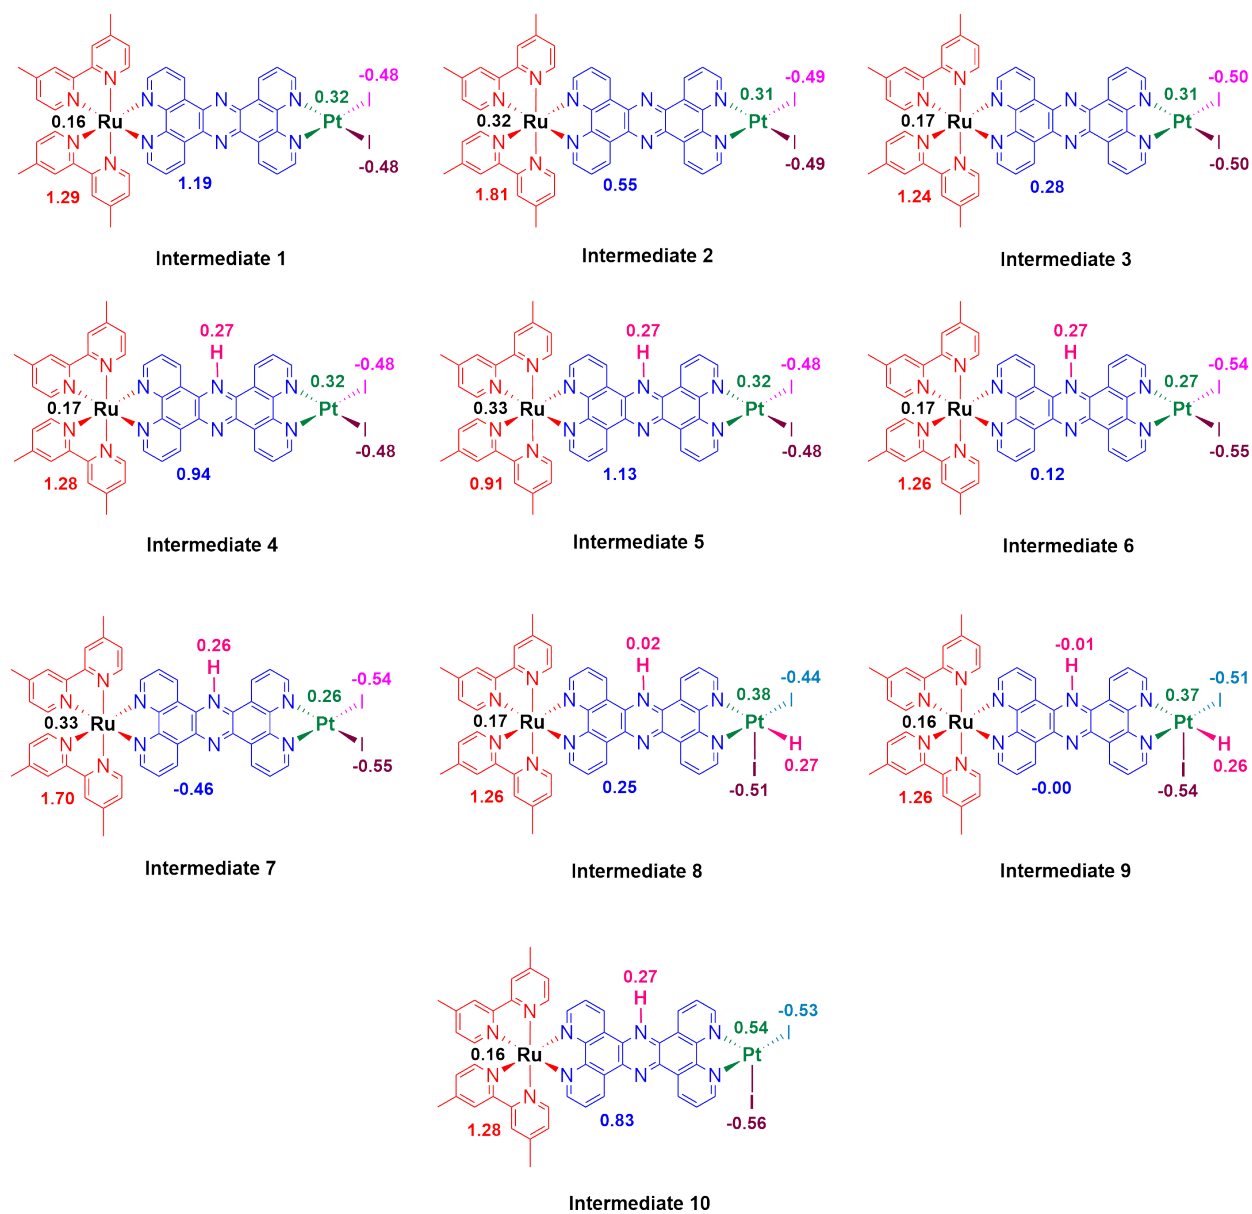 -0.48
0.32
N N N I
N N
0.16 Ru Pt
N N N I
N N
-0.48
1.19
1.29
Intermediate 1
-0.49
0.31
N N N I
N N
0.32 Ru Pt
N N N I
N N
-0.49
0.55
1.81
Intermediate 2
-0.50
0.31
N N N I
N N
0.17 Ru Pt
N N N I
N N
-0.50
0.28
1.24
Intermediate 3
0.27
H
-0.48
0.32
N N N I
N N
0.17 Ru Pt
N N N I
N N
-0.48
0.94
1.28
Intermediate 4
0.27
H
-0.48
0.32
N N N I
N N
0.33 Ru Pt
N N N I
N N
-0.48
1.13
0.91
Intermediate 5
0.27
H
-0.54
0.27
N N N I
N N
0.17 Ru Pt
N N N I
N N
-0.55
0.12
1.26
Intermediate 6
0.26
H
-0.54
0.26
N N N I
N N
0.33 Ru Pt
N N N I
N N
-0.55
-0.46
1.70
Intermediate 7
0.02
H
-0.44
0.38
N N N I
N N
0.17 Ru Pt
N N N H
N N
0.27
I
-0.51
0.25
1.26
Intermediate 8
-0.01
H
-0.51
0.37
N N N I
N N
0.16 Ru Pt
N N N H
N N
0.26
I
-0.54
-0.00
1.26
Intermediate 9
0.27
H
-0.53
0.54
N N N I
N N
0.16 Ru Pt
N N N
N N
I
-0.56
0.83
1.28
Intermediate 10